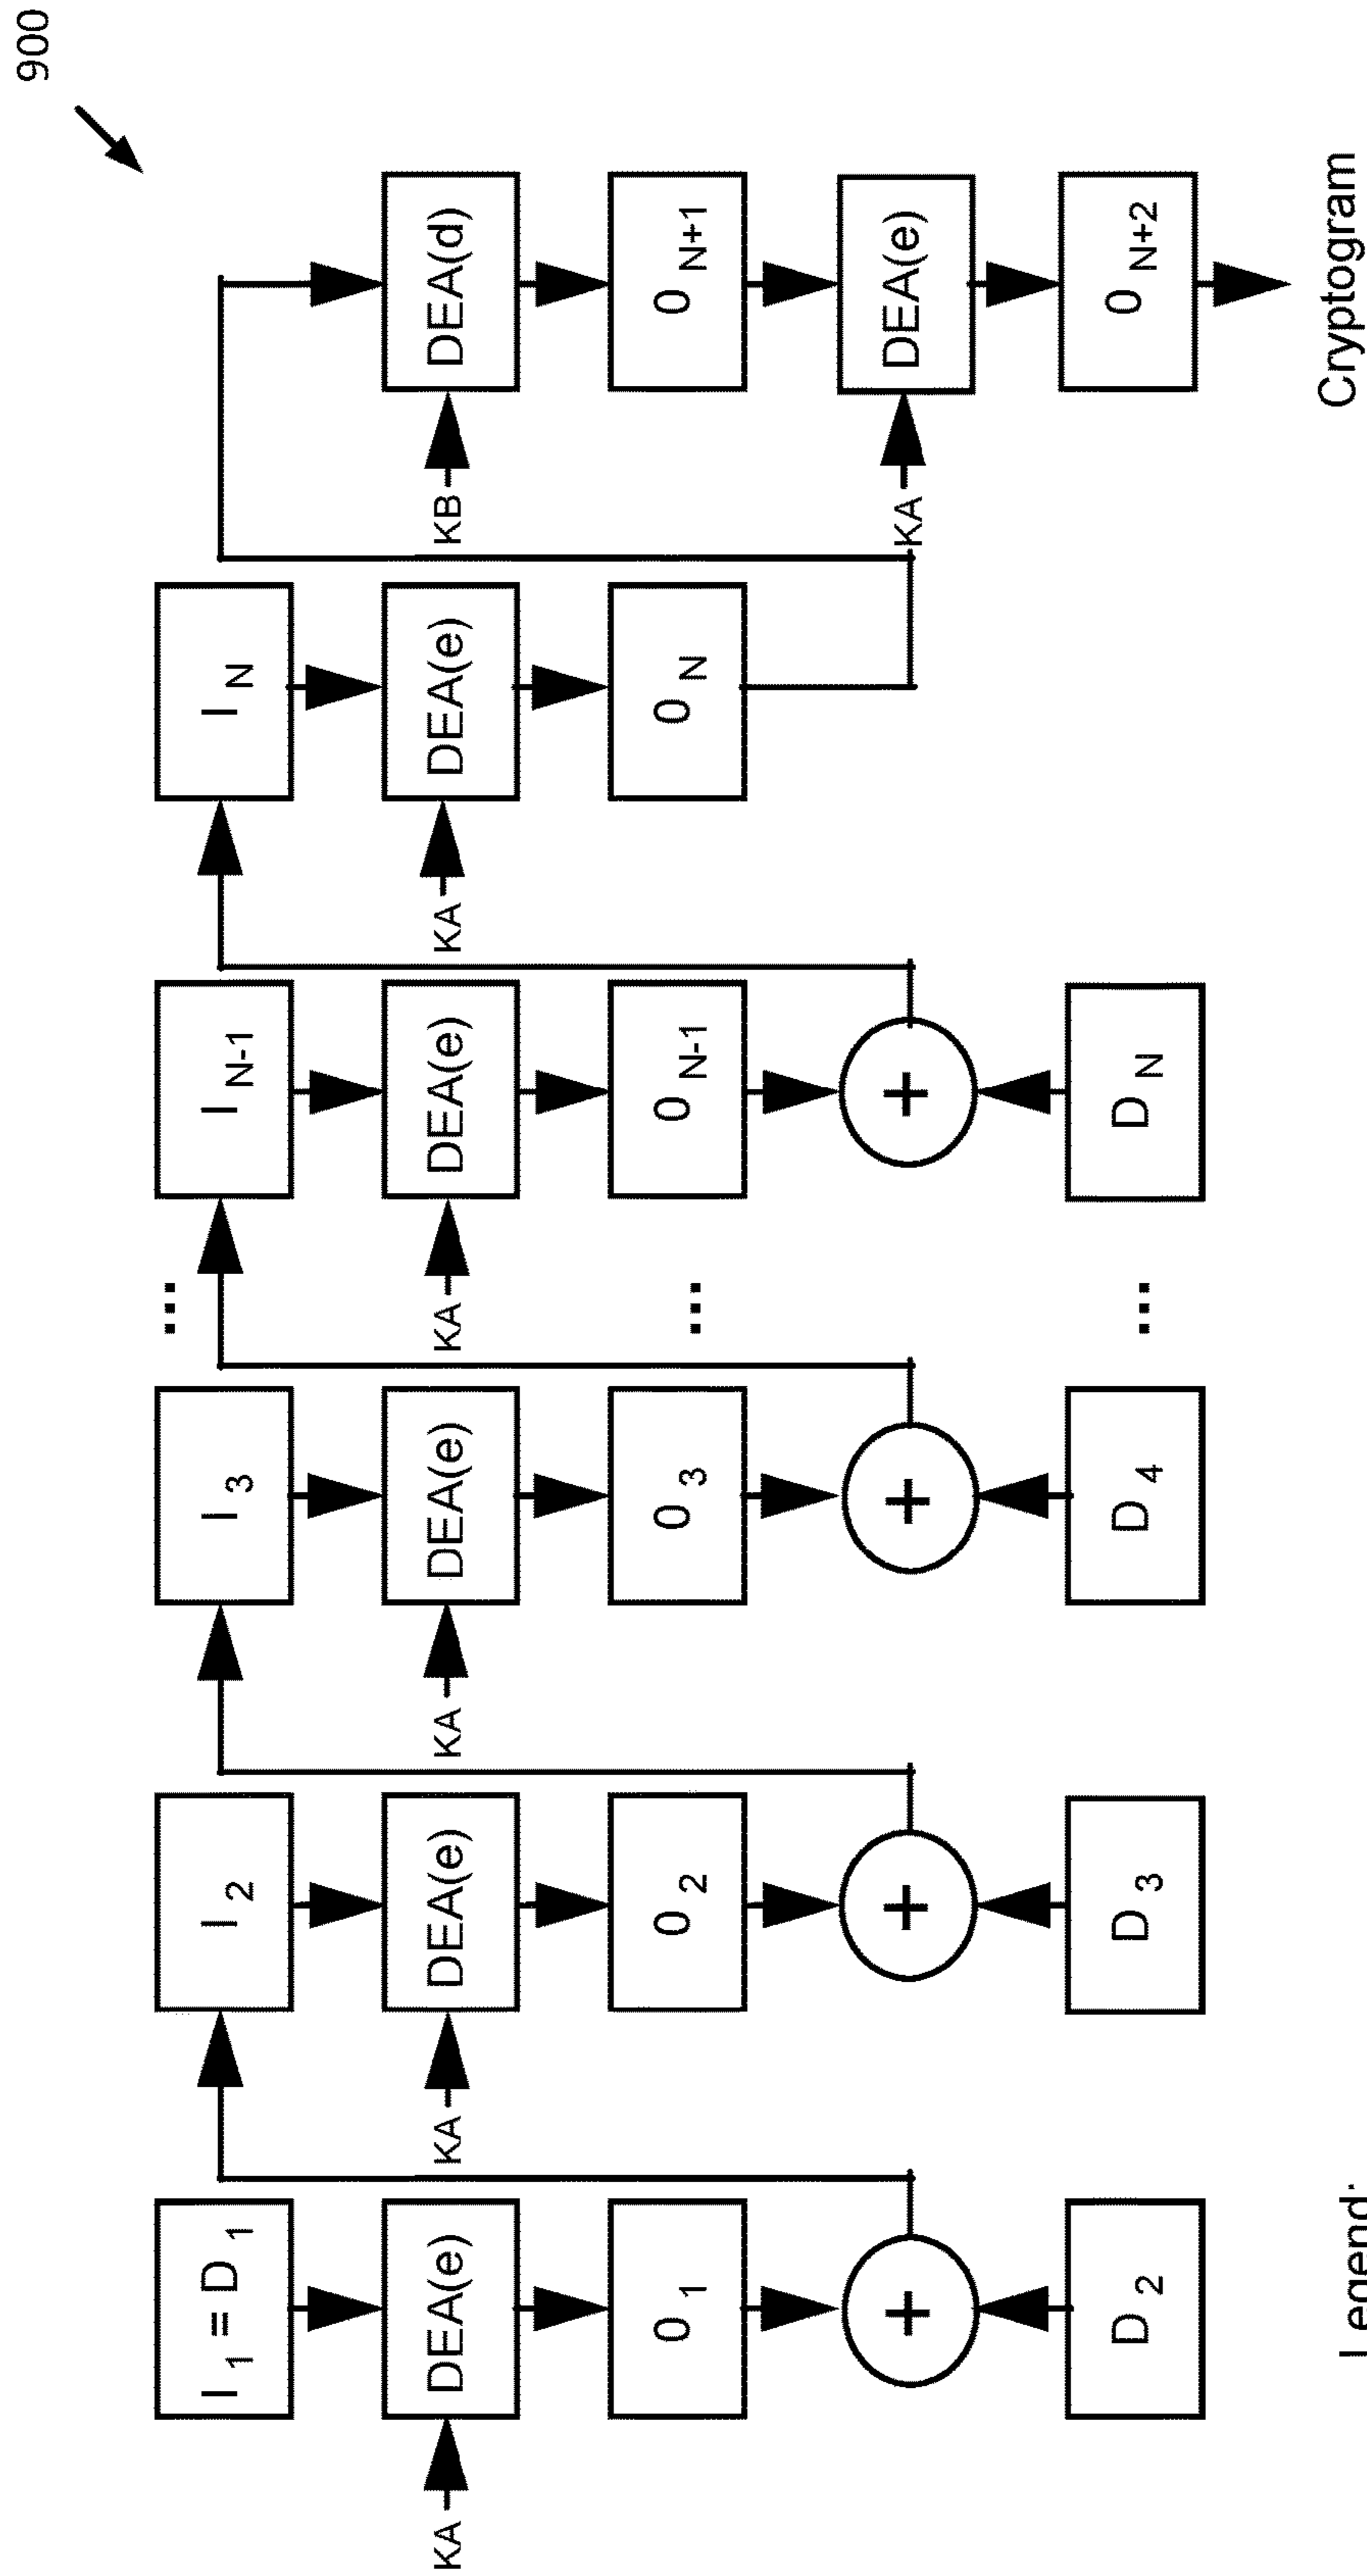 900
I 1 = D 1
I 2
I 3
...
I N-1
I N
KA
DEA(e)
KA
DEA(e)
KA
DEA(e)
KA
DEA(e)
KA
DEA(e)
KB
DEA(d)
0 1
0 2
0 3
...
0 N-1
0 N
0 N+1
+
+
+
+
KA
DEA(e)
D 2
D 3
D 4
...
D N
0 N+2
Legend:
Cryptogram